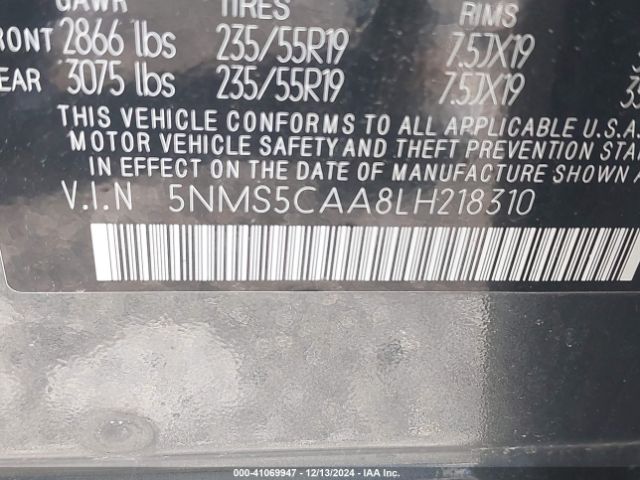 GAWR TIRES RIMS
FRONT 2866 lbs 235/55R19 7.5JX19
EAR 3075 lbs 235/55R19 7.5JX19
THIS VEHICLE CONFORMS TO ALL APPLICABLE U.S.A
MOTOR VEHICLE SAFETY AND THEFT PREVENTION STA
IN EFFECT ON THE DATE OF MANUFACTURE
V.I.N 5NMS5CAA8LH218310
000-41069947 • 12/13/2024 • IAA Inc.